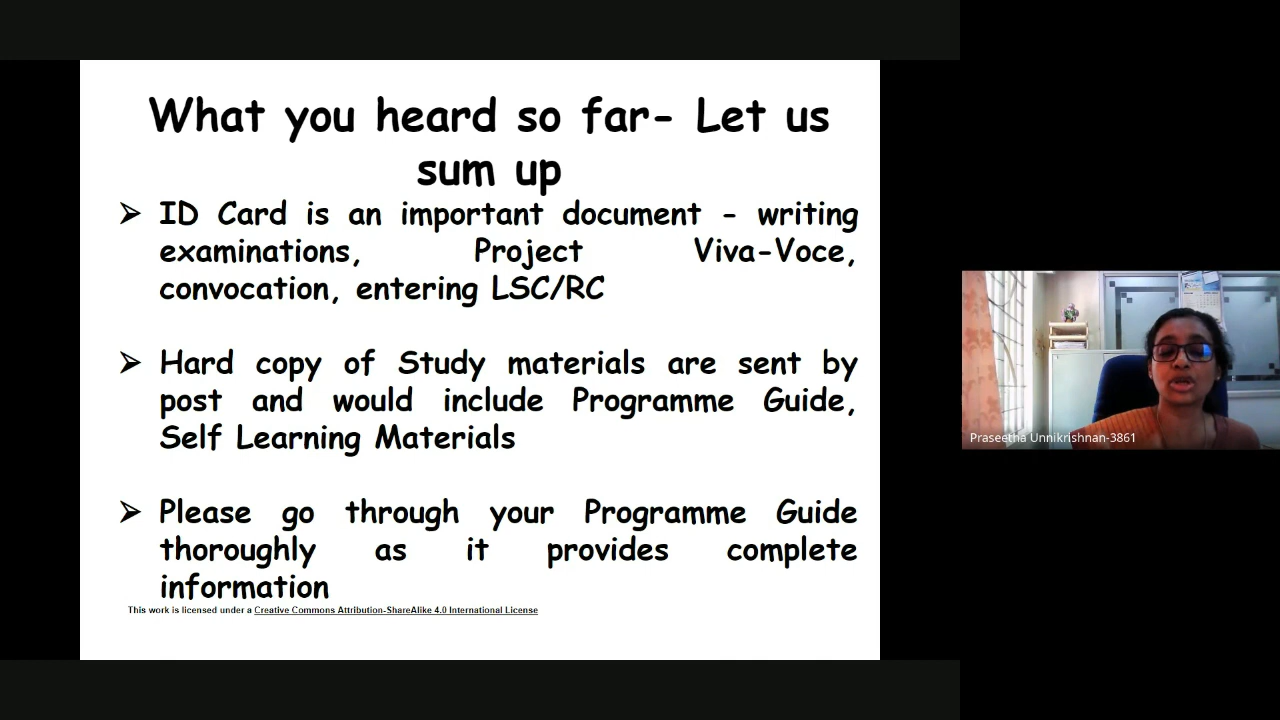 What you heard so far- Let us
sum up
➢ ID Card is an important document - writing
examinations, Project Viva-Voce,
convocation, entering LSC/RC
➢ Hard copy of Study materials are sent by
post and would include Programme Guide,
Self Learning Materials
➢ Please go through your Programme Guide
thoroughly as it provides complete
information
This work is licensed under a Creative Commons Attribution-ShareAlike 4.0 International License
Praseetha Unnikrishnan-3861